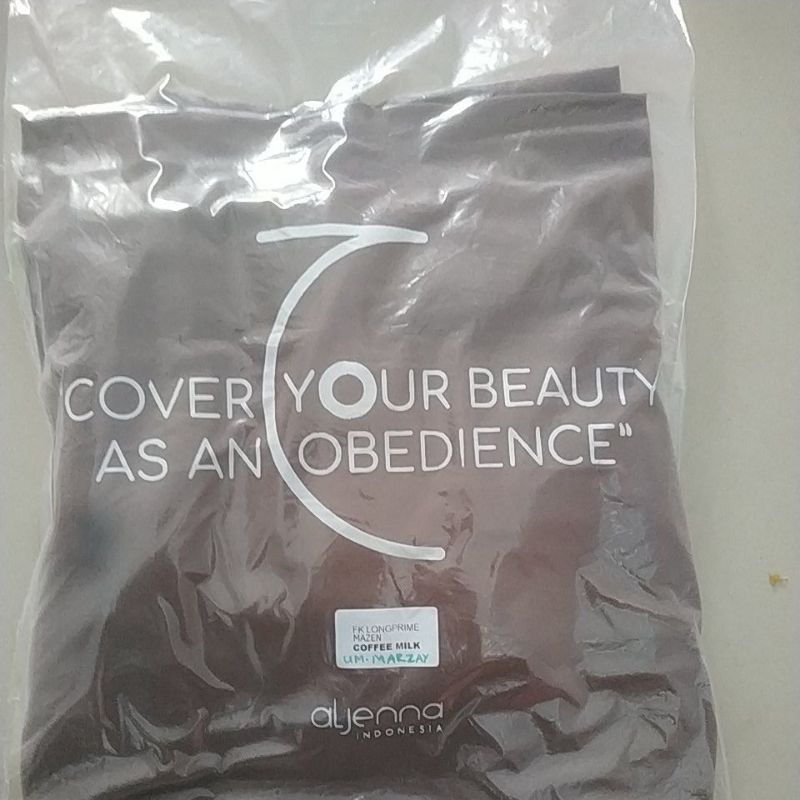 COVER YOUR BEAUTY
AS AN OBEDIENCE"
FK LONGPRIME
MAZEN
COFFEE MILK
UM. MARZAY
aljenna
INDONESIA